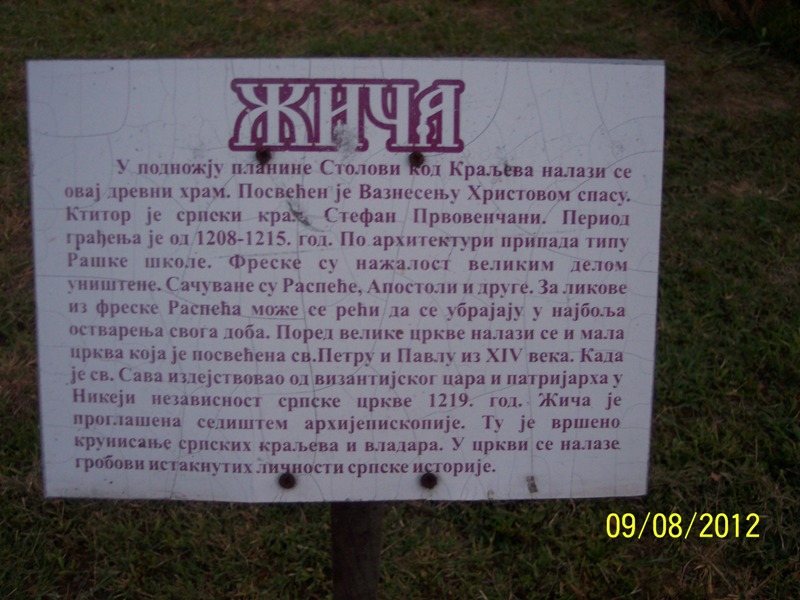 ЖИЧА
У подножју планине Столови код Краљева налази се
овај древни храм. Посвећен је Вазнесењу Христовом спасу.
Ктитор је српски краљ Стефан Првовенчани. Период
грађења је од 1208-1215. год. По архитектури припада типу
Рашке школе. Фреске су нажалост великим делом
уништене. Сачуване су Распеће, Апостоли и друге. За ликове
из фреске Распећа може се рећи да се убрајају у најбоља
остварења свога доба. Поред велике цркве налази се и мала
црква која је посвећена св.Петру и Павлу из XIV века. Када
је св. Сава издејствовао од византијског цара и патријарха у
Никеји независност српске цркве 1219. год. Жича је
проглашена седиштем архијепископије. Ту је вршено
крунисање српских краљева и владара. У цркви се налазе
гробови истакнутих личности српске историје.
09/08/2012